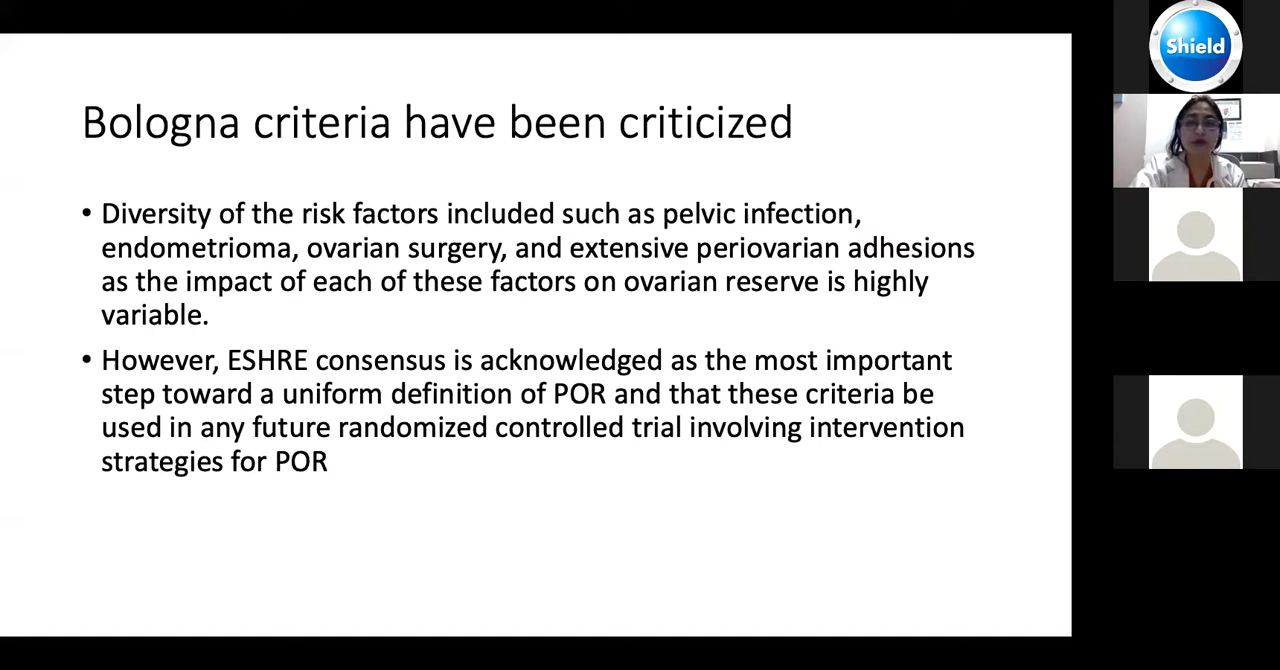 Bologna criteria have been criticized
• Diversity of the risk factors included such as pelvic infection,
endometrioma, ovarian surgery, and extensive periovarian adhesions
as the impact of each of these factors on ovarian reserve is highly
variable.
• However, ESHRE consensus is acknowledged as the most important
step toward a uniform definition of POR and that these criteria be
used in any future randomized controlled trial involving intervention
strategies for POR
Shield